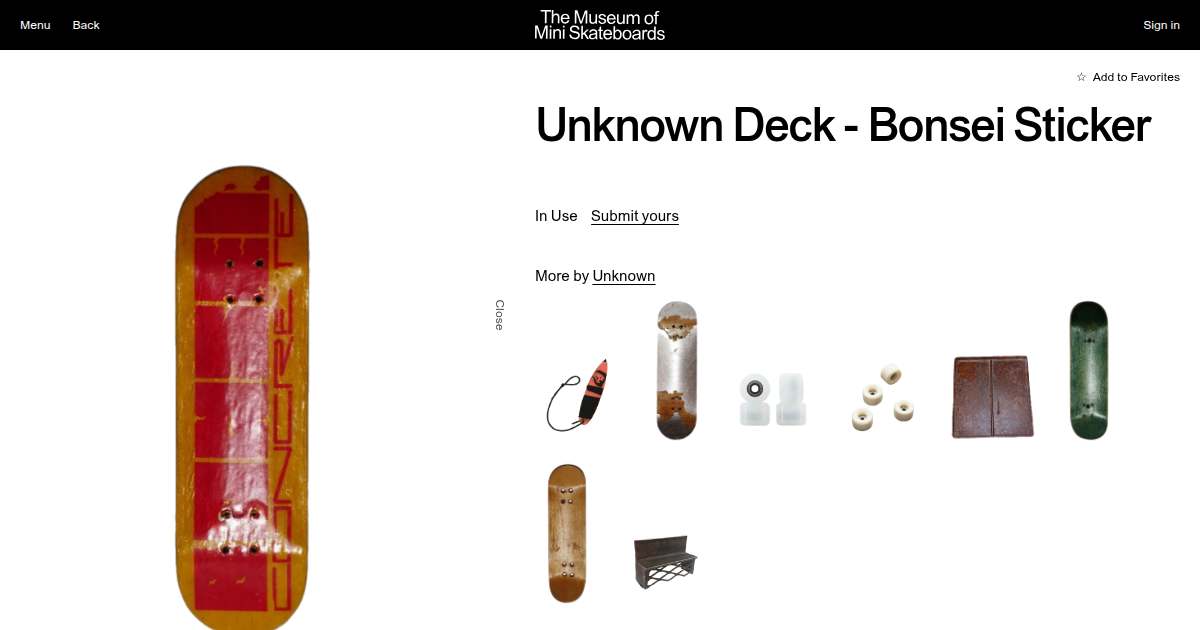 Menu
Back
The Museum of
Mini Skateboards
Sign in
☆ Add to Favorites
Unknown Deck - Bonsei Sticker
In Use Submit yours
More by Unknown
Close
CONCRETE